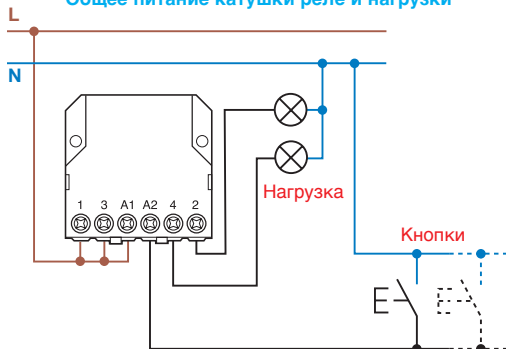 Общее питание катушки реле и нагрузки
L
N
1 3 A1 A2 4 2
Нагрузка
Кнопки